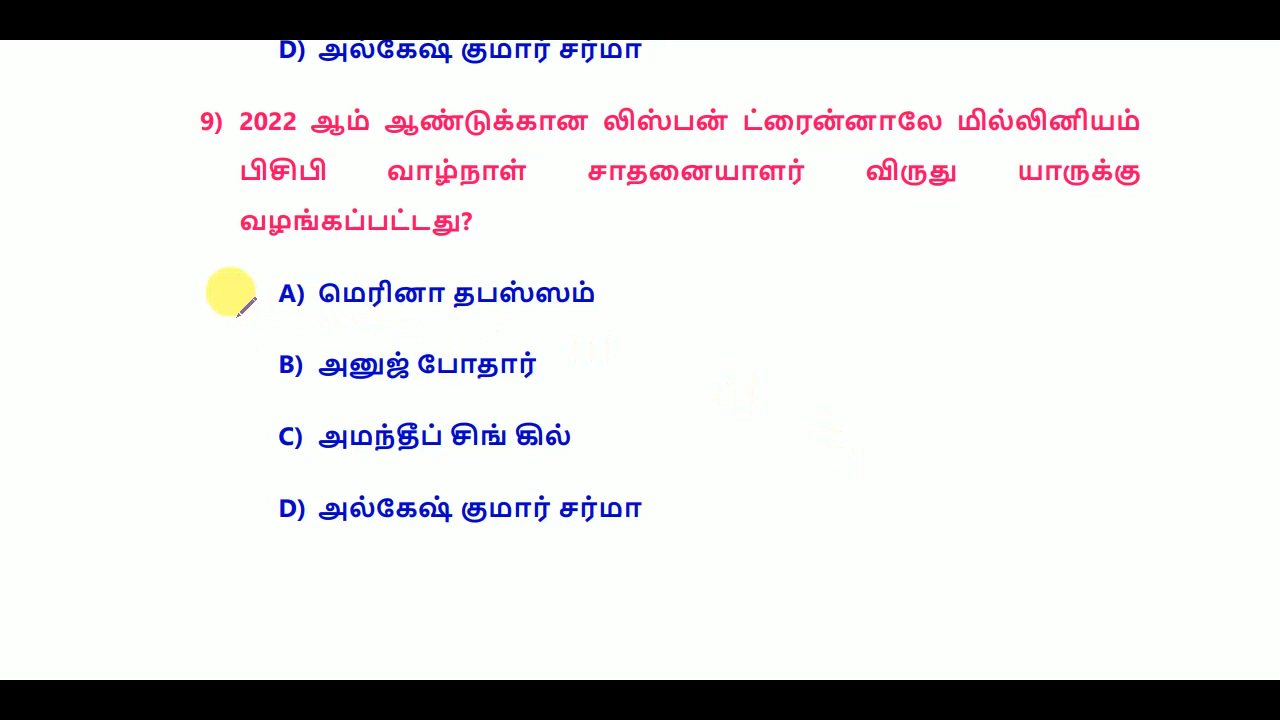 D) அல்கேஷ் குமார் சர்மா
9) 2022 ஆம் ஆண்டுக்கான லிஸ்பன் ட்ரைன்னாலே மில்லினியம்
பிசிபி வாழ்நாள் சாதனையாளர் விருது யாருக்கு
வழங்கப்பட்டது?
A) மெரினா தபஸ்ஸம்
B) அனுஜ் போதார்
C) அமந்தீப் சிங் கில்
D) அல்கேஷ் குமார் சர்மா